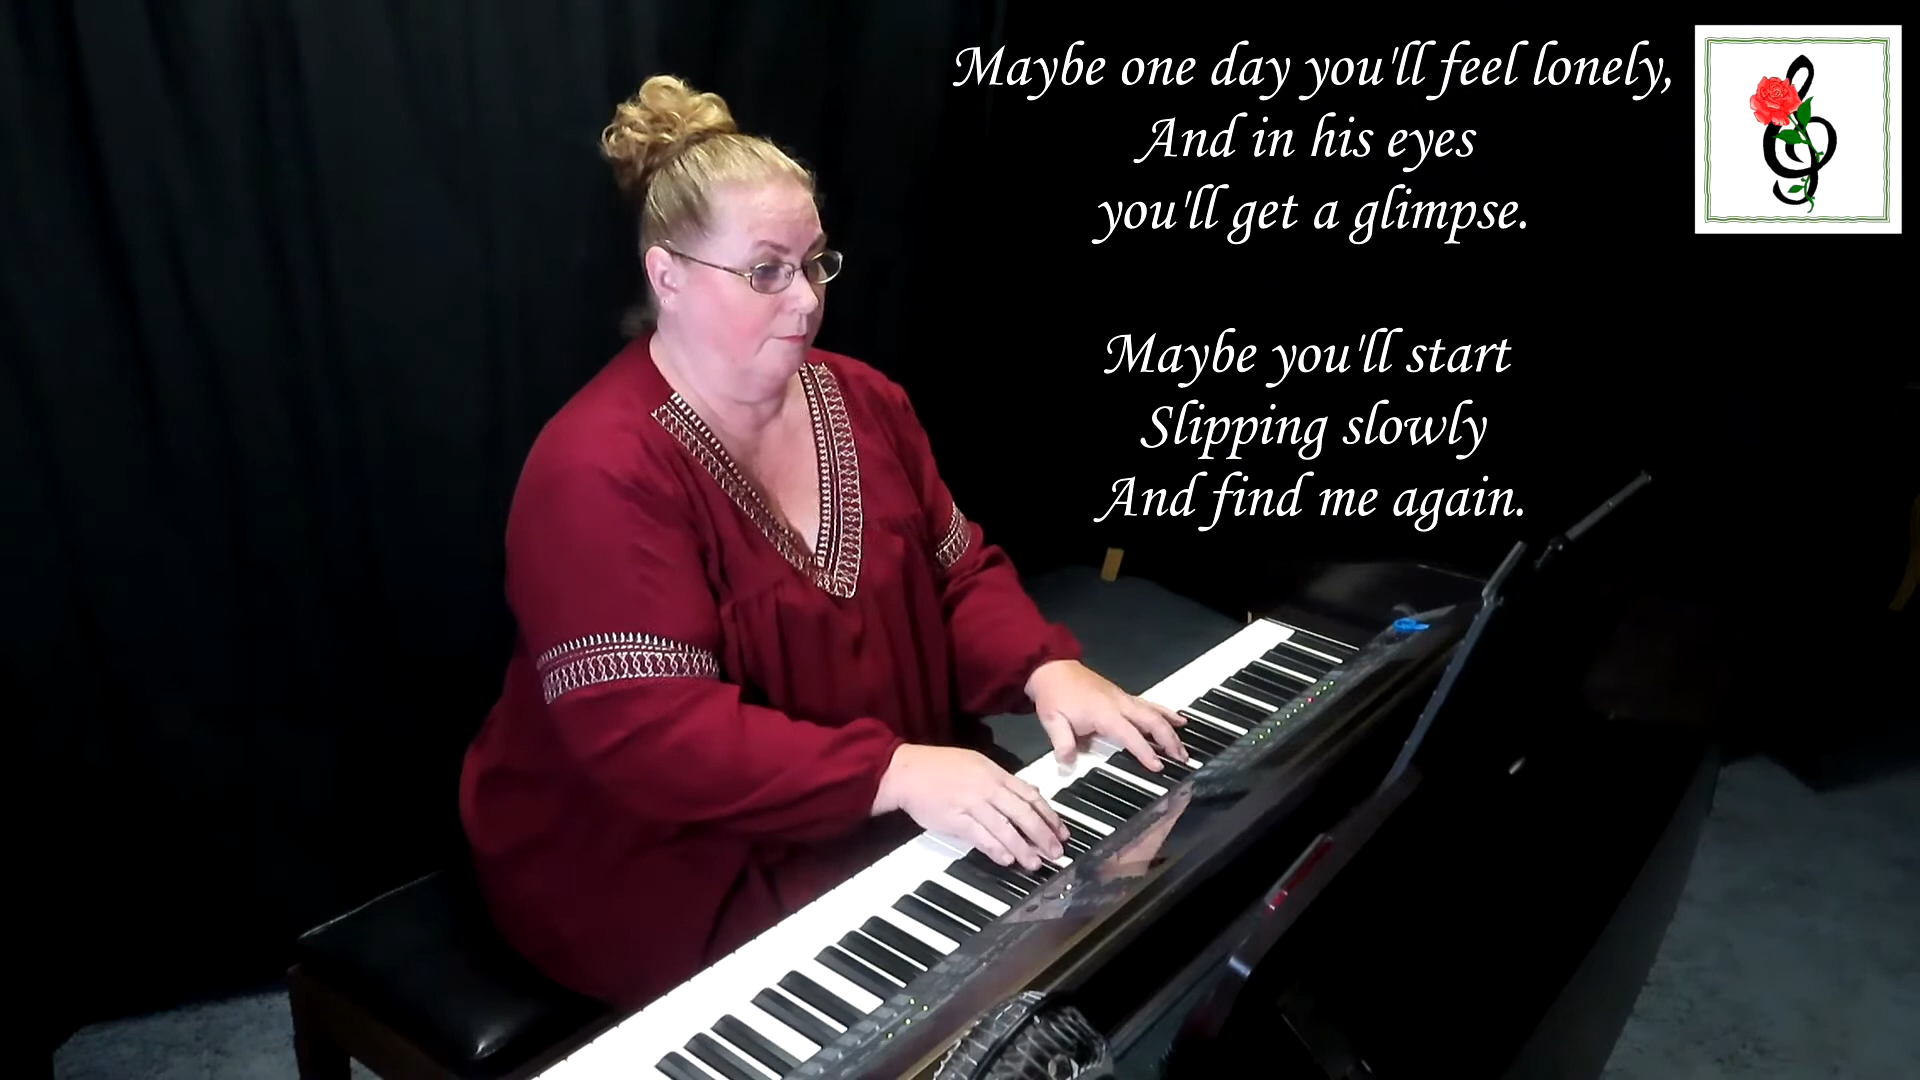 Maybe one day you'll feel lonely,
And in his eyes
you'll get a glimpse.
Maybe you'll start
Slipping slowly
And find me again.